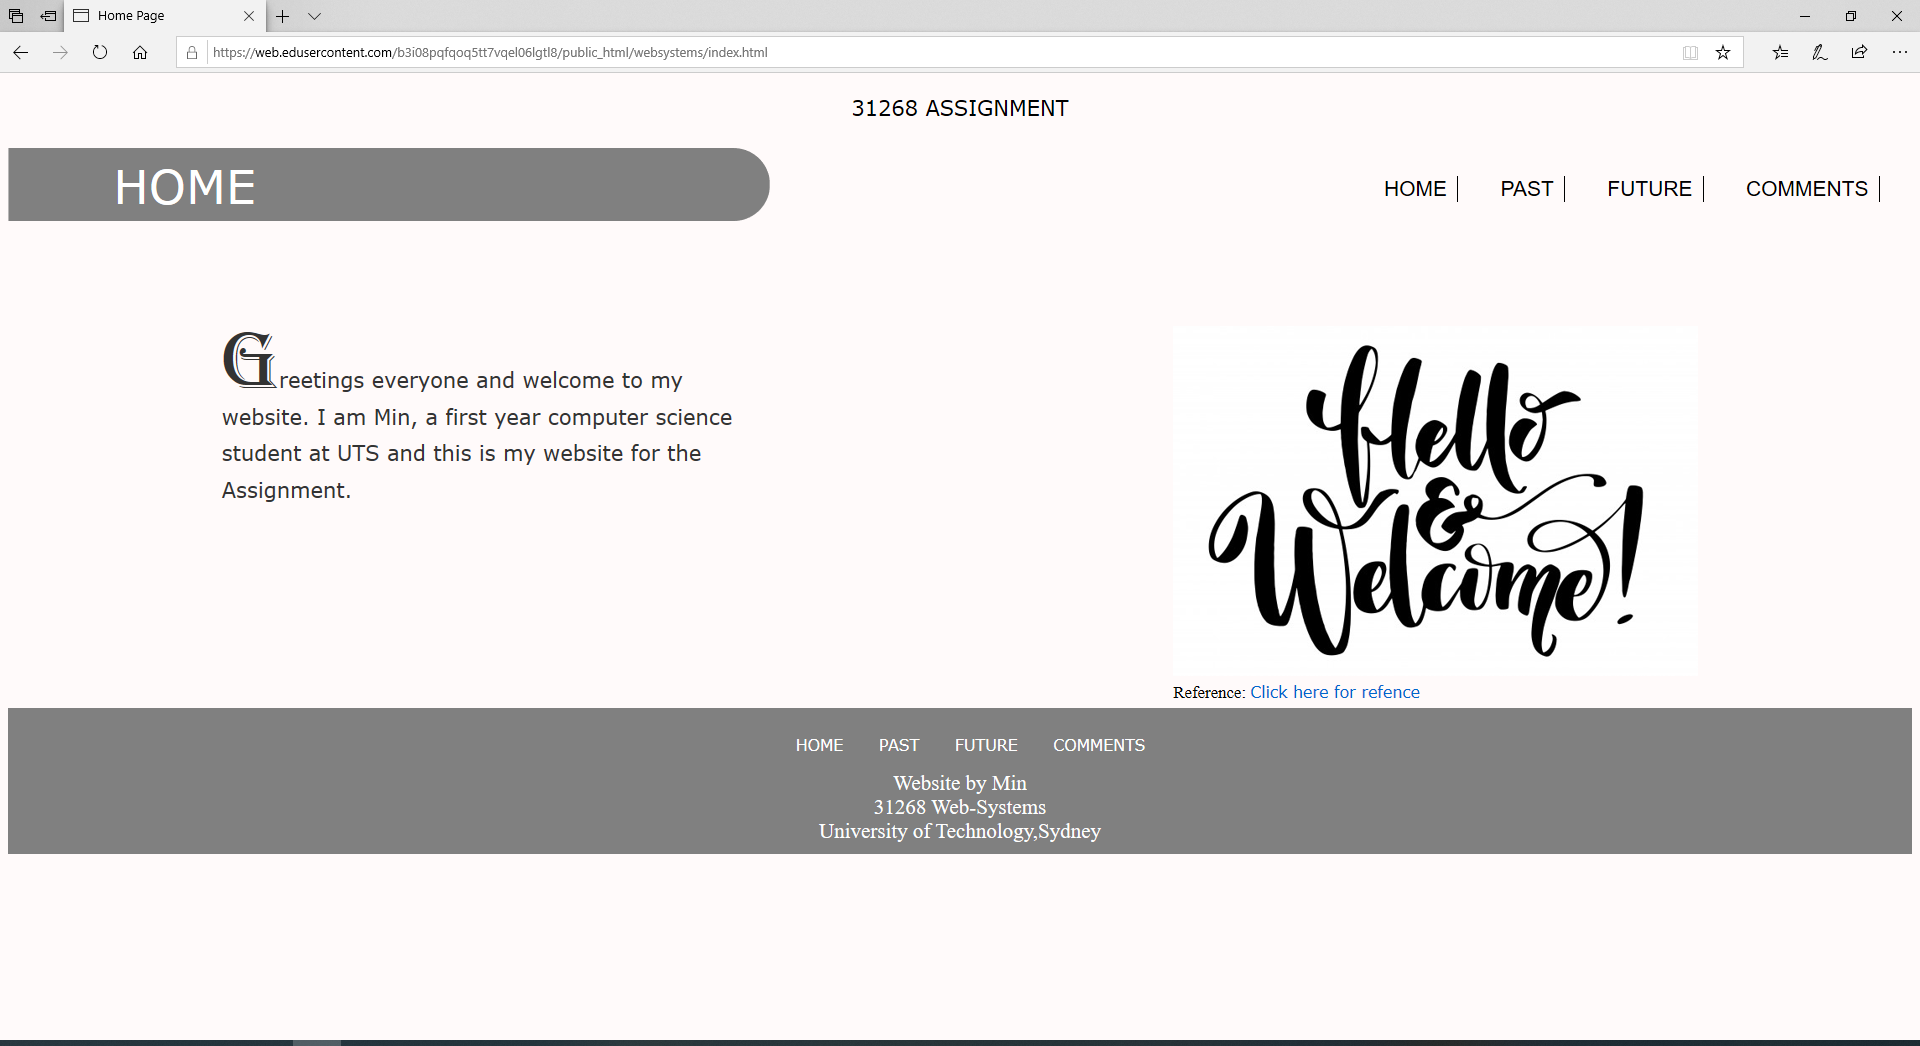 Home Page
https://web.edusercontent.com/b3i08pqfqoq5tt7vqel06lgtl8/public_html/websystems/index.html
31268 ASSIGNMENT
HOME
HOME PAST FUTURE COMMENTS
Greetings everyone and welcome to my
website. I am Min, a first year computer science
student at UTS and this is my website for the
Assignment.
Hello
&
Welcome!
Reference: Click here for refence
HOME PAST FUTURE COMMENTS
Website by Min
31268 Web-Systems
University of Technology,Sydney